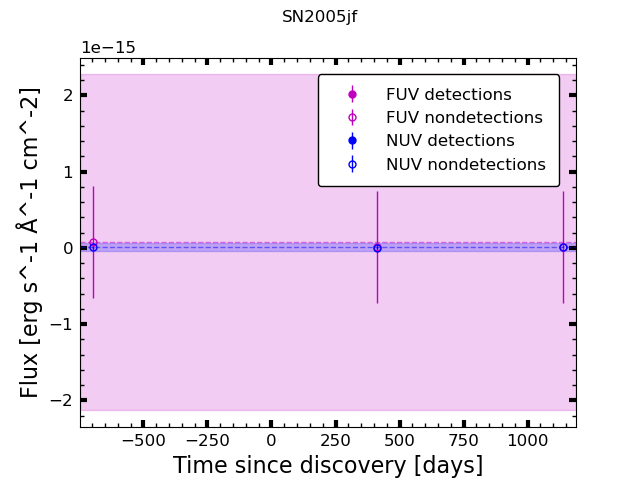 SN2005jf
1e−15
FUV detections
FUV nondetections
NUV detections
NUV nondetections
2
1
0
−1
−2
Flux [erg s^-1 Å^-1 cm^-2]
−500 −250 0 250 500 750 1000
Time since discovery [days]